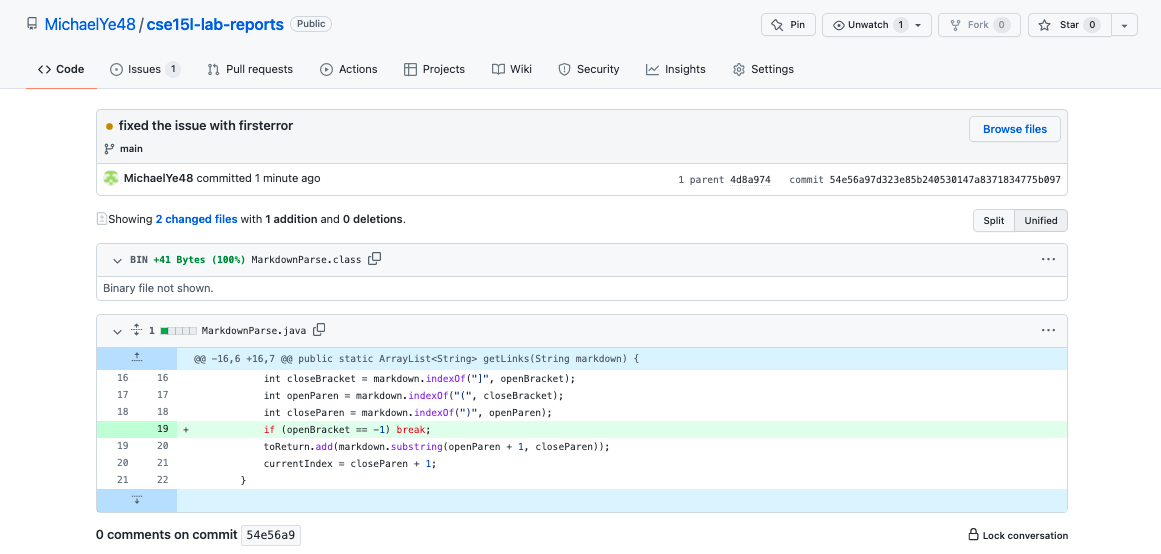 MichaelYe48 / cse15l-lab-reports Public Pin Unwatch 1 Fork 0 Star 0
Code Issues 1 Pull requests Actions Projects Wiki Security Insights Settings
fixed the issue with firsterror Browse files
main
MichaelYe48 committed 1 minute ago 1 parent 4d8a974 commit 54e56a97d323e85b240530147a8371834775b097
Showing 2 changed files with 1 addition and 0 deletions. Split Unified
BIN +41 Bytes (100%) MarkdownParse.class ...
Binary file not shown.
1 MarkdownParse.java ...
@@ -16,6 +16,7 @@ public static ArrayList<String> getLinks(String markdown) {
16 16 int closeBracket = markdown.indexOf("]", openBracket);
17 17 int openParen = markdown.indexOf("(", closeBracket);
18 18 int closeParen = markdown.indexOf(")", openParen);
19 + if (openBracket == -1) break;
19 20 toReturn.add(markdown.substring(openParen + 1, closeParen));
20 21 currentIndex = closeParen + 1;
21 22 }
0 comments on commit 54e56a9 Lock conversation